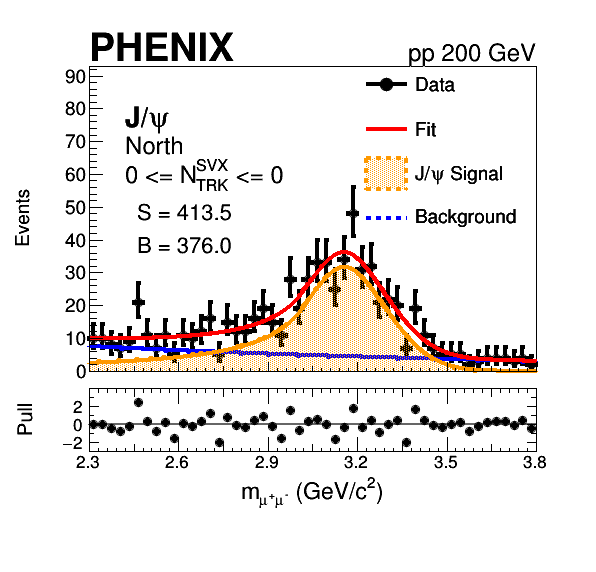 PHENIX
pp 200 GeV
J/ψ
North
0 <= N^SVX_TRK <= 0
S = 413.5
B = 376.0
Data
Fit
J/ψ Signal
Background
Events
90
80
70
60
50
40
30
20
10
0
Pull
2
0
−2
2.3 2.6 2.9 3.2 3.5 3.8
m_μ⁺μ⁻ (GeV/c²)